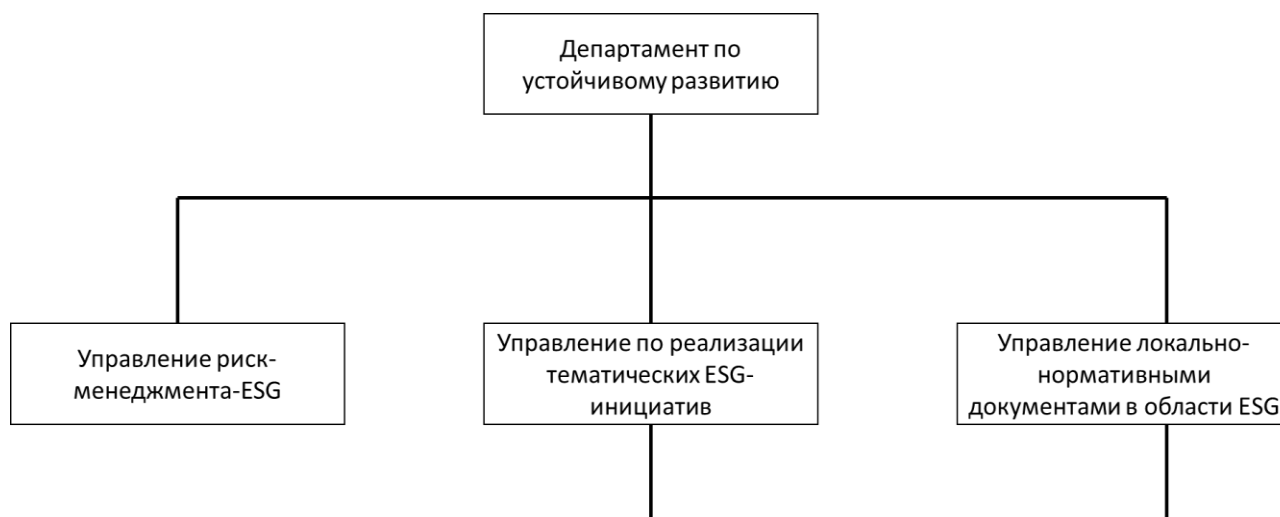 Департамент по
устойчивому развитию
Управление риск-
менеджмента-ESG
Управление по реализации
тематических ESG-
инициатив
Управление локально-
нормативными
документами в области ESG